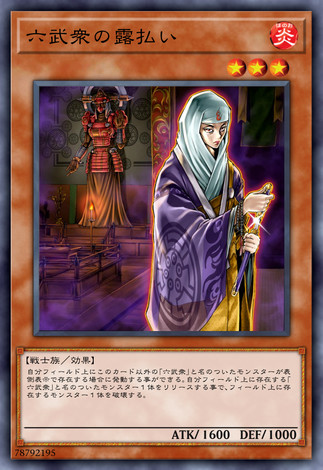 六武衆の露払い
ほのお
炎
【戦士族／効果】
自分フィールド上にこのカード以外の「六武衆」と名のついたモンスターが表
側表示で存在する場合に発動する事ができる。自分フィールド上に存在する「
六武衆」と名のついたモンスター１体をリリースする事で、フィールド上に存
在するモンスター１体を破壊する。
ATK/ 1600 DEF/1000
78792195